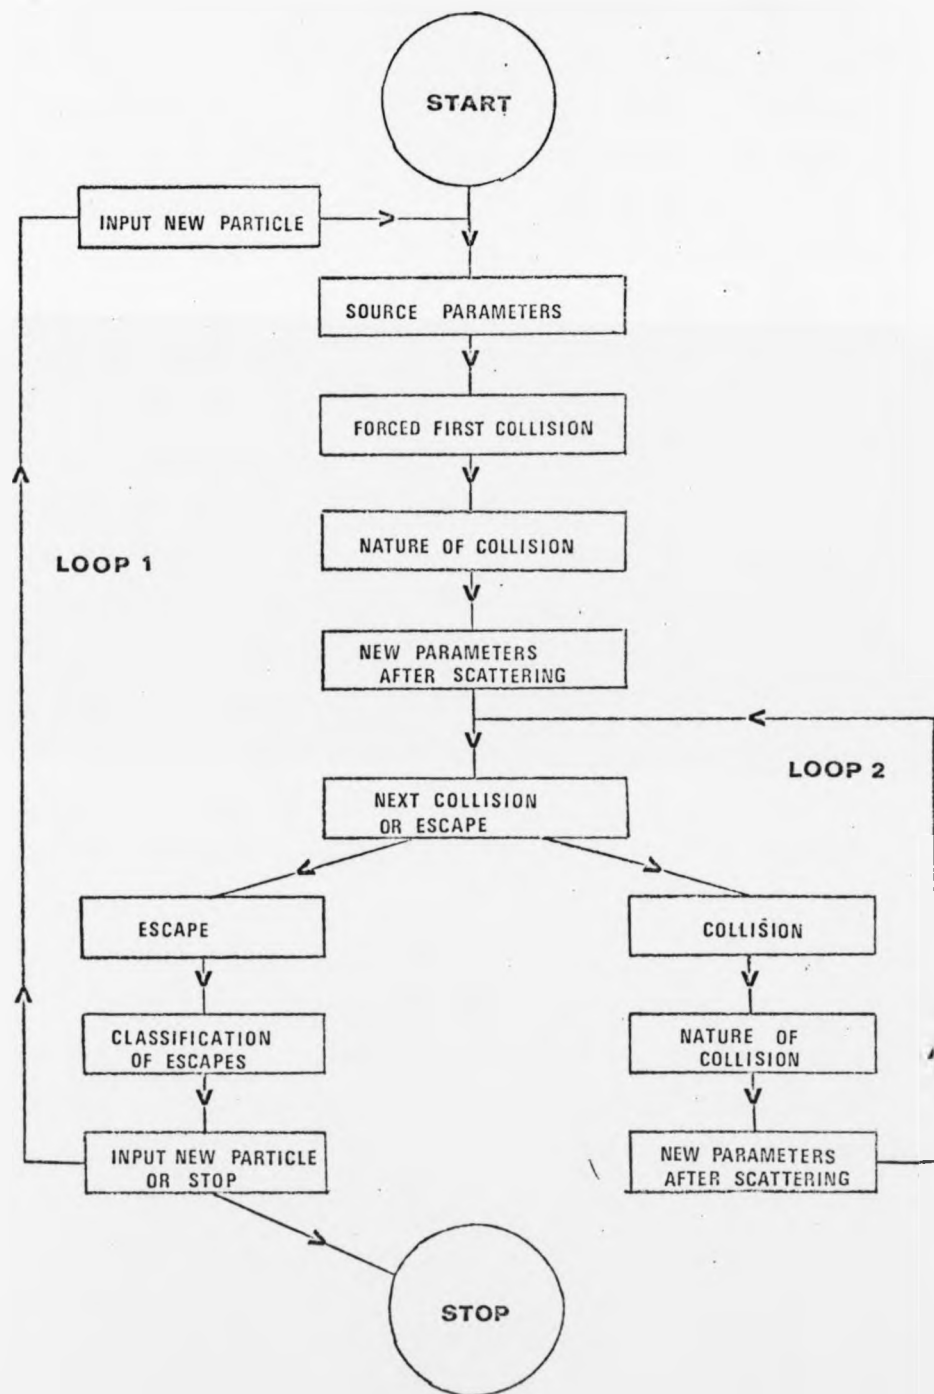 START
INPUT NEW PARTICLE
SOURCE PARAMETERS
FORCED FIRST COLLISION
NATURE OF COLLISION
LOOP 1
NEW PARAMETERS
AFTER SCATTERING
LOOP 2
NEXT COLLISION
OR ESCAPE
ESCAPE
COLLISION
CLASSIFICATION
OF ESCAPES
NATURE OF
COLLISION
INPUT NEW PARTICLE
OR STOP
NEW PARAMETERS
AFTER SCATTERING
STOP